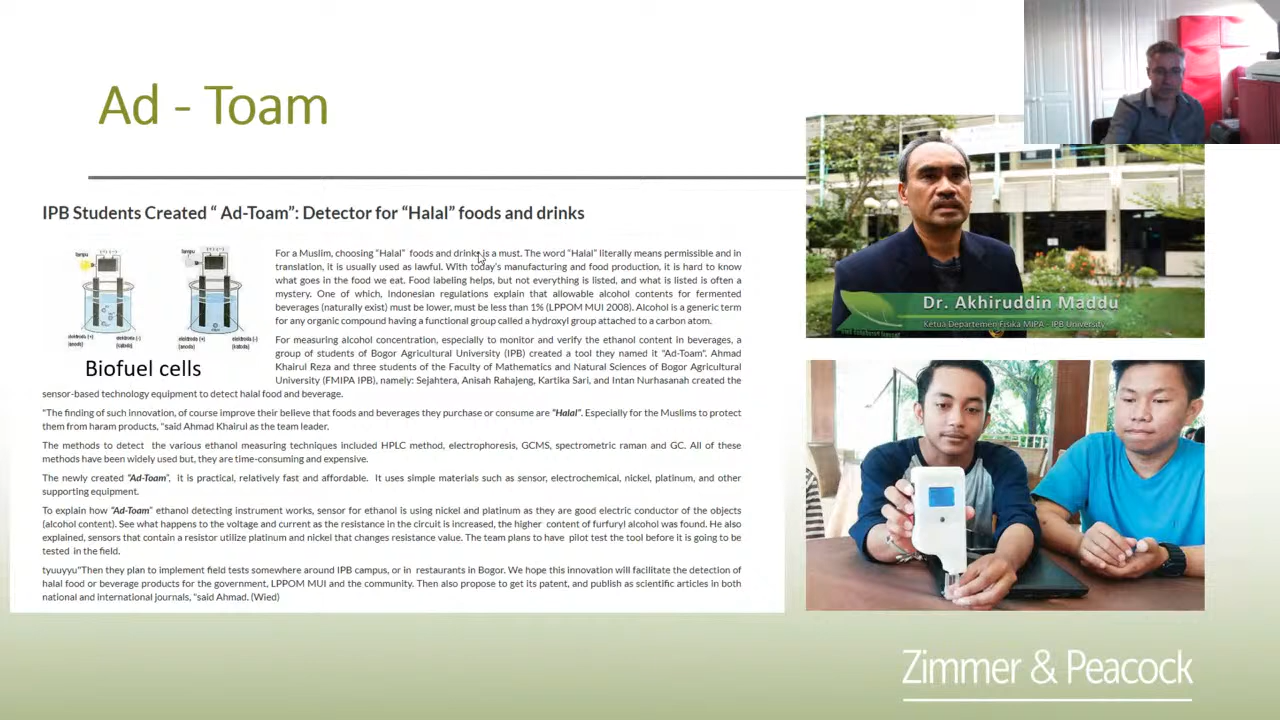 Ad - Toam
IPB Students Created “ Ad-Toam”: Detector for “Halal” foods and drinks
For a Muslim, choosing “Halal” foods and drinks is a must. The word “Halal” literally means permissible and in
translation, it is usually used as lawful. With today’s manufacturing and food production, it is hard to know
what goes in the food we eat. Food labeling helps, but not everything is listed, and what is listed is often a
mystery. One of which, Indonesian regulations explain that allowable alcohol contents for fermented
beverages (naturally exist) must be lower, must be less than 1% (LPPOM MUI 2008). Alcohol is a generic term
for any organic compound having a functional group called a hydroxyl group attached to a carbon atom.
For measuring alcohol concentration, especially to monitor and verify the ethanol content in beverages, a
group of students of Bogor Agricultural University (IPB) created a tool they named it “Ad-Toam”. Ahmad
Khairul Reza and three students of the Faculty of Mathematics and Natural Sciences of Bogor Agricultural
University (FMIPA IPB), namely: Sejahtera, Anisah Rahajeng, Kartika Sari, and Intan Nurhasanah created the
sensor-based technology equipment to detect halal food and beverage.
"The finding of such innovation, of course improve their believe that foods and beverages they purchase or consume are “Halal”. Especially for the Muslims to protect
them from haram products, “said Ahmad Khairul as the team leader.
The methods to detect the various ethanol measuring techniques included HPLC method, electrophoresis, GCMS, spectrometric raman and GC. All of these
methods have been widely used but, they are time-consuming and expensive.
The newly created “Ad-Toam”, it is practical, relatively fast and affordable. It uses simple materials such as sensor, electrochemical, nickel, platinum, and other
supporting equipment.
To explain how “Ad-Toam” ethanol detecting instrument works, sensor for ethanol is using nickel and platinum as they are good electric conductor of the objects
(alcohol content). See what happens to the voltage and current as the resistance in the circuit is increased, the higher content of furfuryl alcohol was found. He also
explained, sensors that contain a resistor utilize platinum and nickel that changes resistance value. The team plans to have pilot test the tool before it is going to be
tested in the field.
tyuuyyu"Then they plan to implement field tests somewhere around IPB campus, or in restaurants in Bogor. We hope this innovation will facilitate the detection of
halal food or beverage products for the government, LPPOM MUI and the community. Then also propose to get its patent, and publish as scientific articles in both
national and international journals, “said Ahmad. (Wied)
lampu
lampu
elektroda (+)
(anoda)
elektroda (-)
(katoda)
elektroda (+)
(anoda)
elektroda (-)
(katoda)
Biofuel cells
Dr. Akhiruddin Maddu
Ketua Departemen Fisika MIPA - IPB University
Zimmer & Peacock